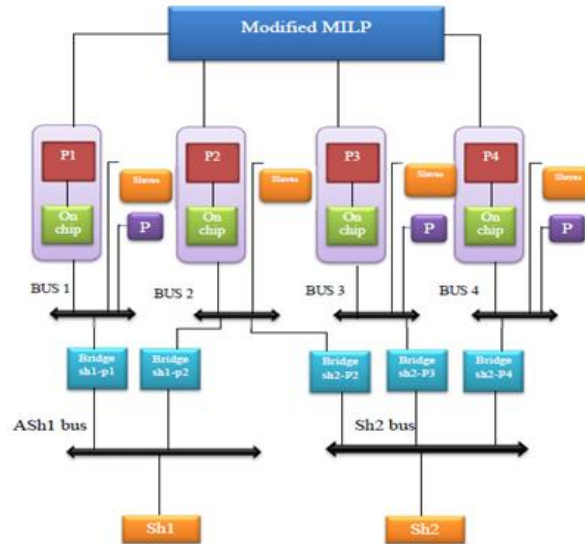 Modified MILP
P1
P2
P3
P4
Slaves
Slaves
Slaves
Slaves
On
chip
On
chip
On
chip
On
chip
P
P
P
BUS 1
BUS 2
BUS 3
BUS 4
Bridge
sh1-p1
Bridge
sh1-p2
Bridge
sh2-P2
Bridge
sh2-P3
Bridge
sh2-P4
ASh1 bus
Sh2 bus
Sh1
Sh2